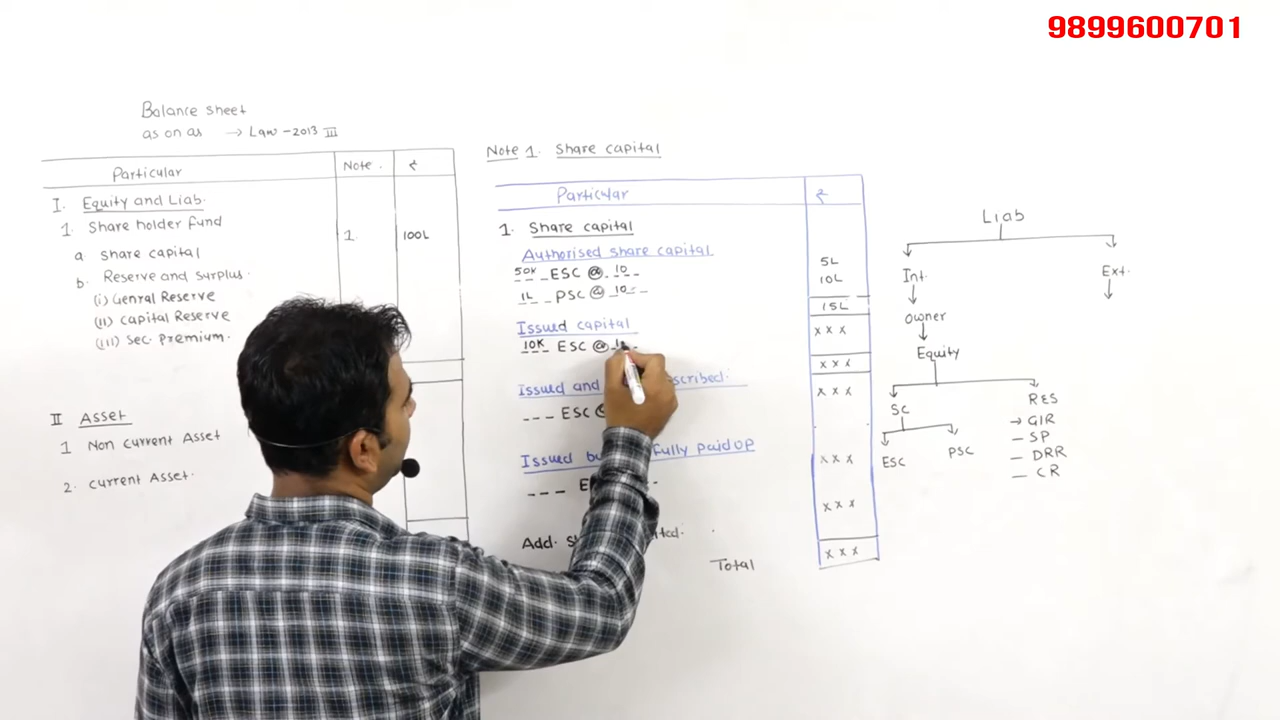 9899600701
Balance sheet
as on as → Law - 2013 III
Particular Note. ₹
I. Equity and Liab.
1. Share holder Fund
a. share capital 1. 100L
b. Reserve and surplus.
(i) Genral Reserve
(ii) capital Reserve
(iii) Sec. Premium.
II Asset
1 Non current Asset
2. current Asset.
Note 1. Share capital
Particular ₹
1. Share capital
Authorised share capital
50K ESC @ 10 5L
1L PSC @ 10 10L
15L
Issued capital x x x
10K ESC @
x x x
Issued and x x x
--- ESC
Issued fully paid up x x x
---
x x x
Add.
Total x x x
Liab
Int. Ext.
owner
Equity
SC RES
ESC PSC
→ GIR
- SP
- DRR
- CR